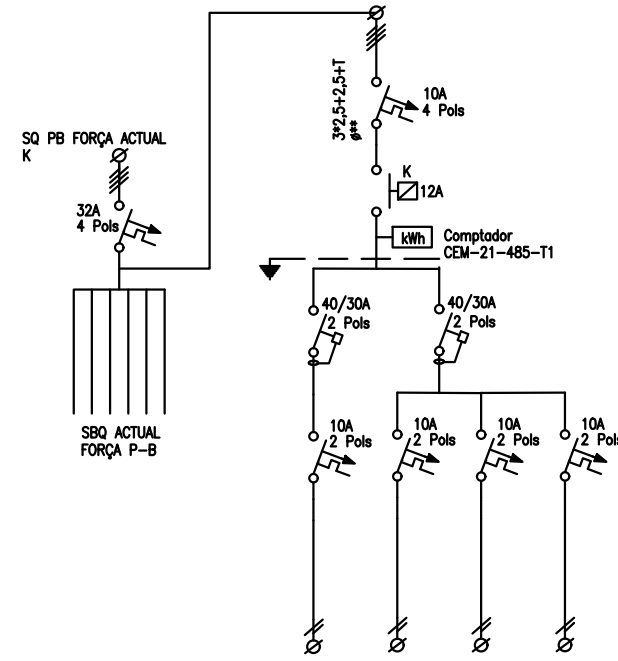 SQ PB FORÇA ACTUAL
K
32A
4 Pols
SBQ ACTUAL
FORÇA P-B
3*2,5+2,5+T
ø**
10A
4 Pols
K
12A
kWh
Comptador
CEM-21-485-T1
40/30A
2 Pols
40/30A
2 Pols
10A
2 Pols
10A
2 Pols
10A
2 Pols
10A
2 Pols